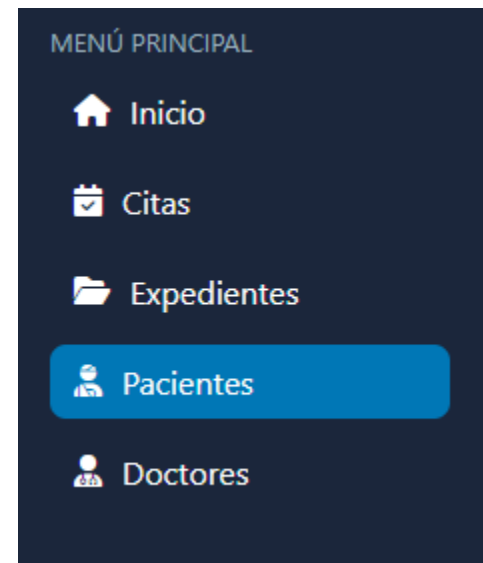 MENÚ PRINCIPAL
Inicio
Citas
Expedientes
Pacientes
Doctores